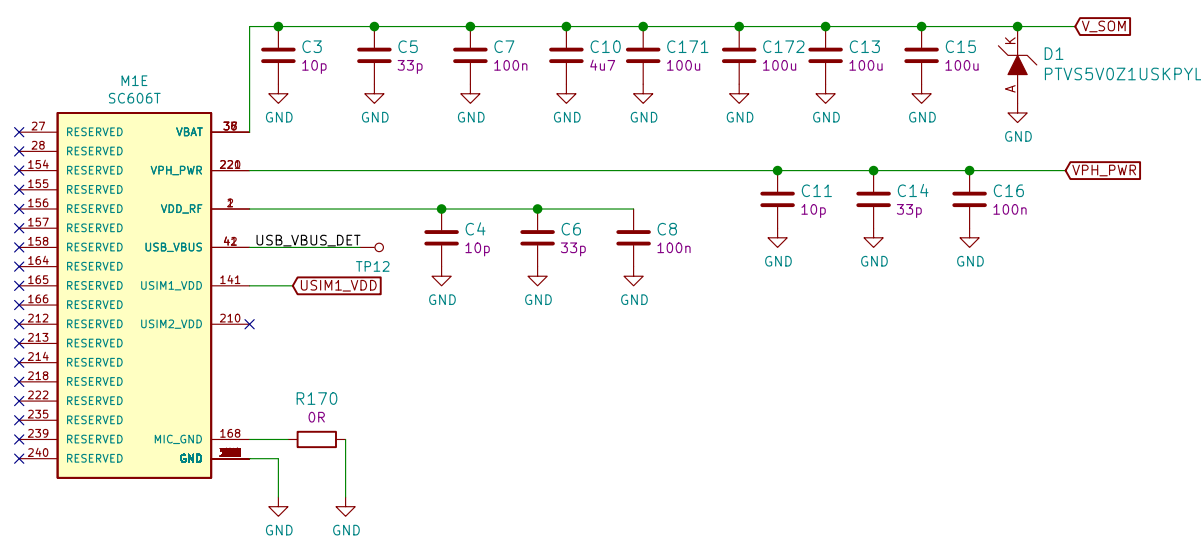 V_SOM
C3
10p
C5
33p
C7
100n
C10
4u7
C171
100u
C172
100u
C13
100u
C15
100u
K
A
D1
PTVS5V0Z1USKPYL
GND
GND
GND
GND
GND
GND
GND
GND
GND
M1E
SC606T
27 RESERVED VBAT
28 RESERVED
154 RESERVED VPH_PWR
VPH_PWR
155 RESERVED
156 RESERVED VDD_RF
157 RESERVED
158 RESERVED USB_VBUS USB_VBUS_DET
TP12
164 RESERVED
165 RESERVED USIM1_VDD 141 USIM1_VDD
166 RESERVED
212 RESERVED USIM2_VDD 210
213 RESERVED
214 RESERVED
218 RESERVED
222 RESERVED
235 RESERVED
239 RESERVED MIC_GND 168
240 RESERVED GND
C11
10p
C14
33p
C16
100n
GND
GND
GND
C4
10p
C6
33p
C8
100n
GND
GND
GND
R170
0R
GND
GND